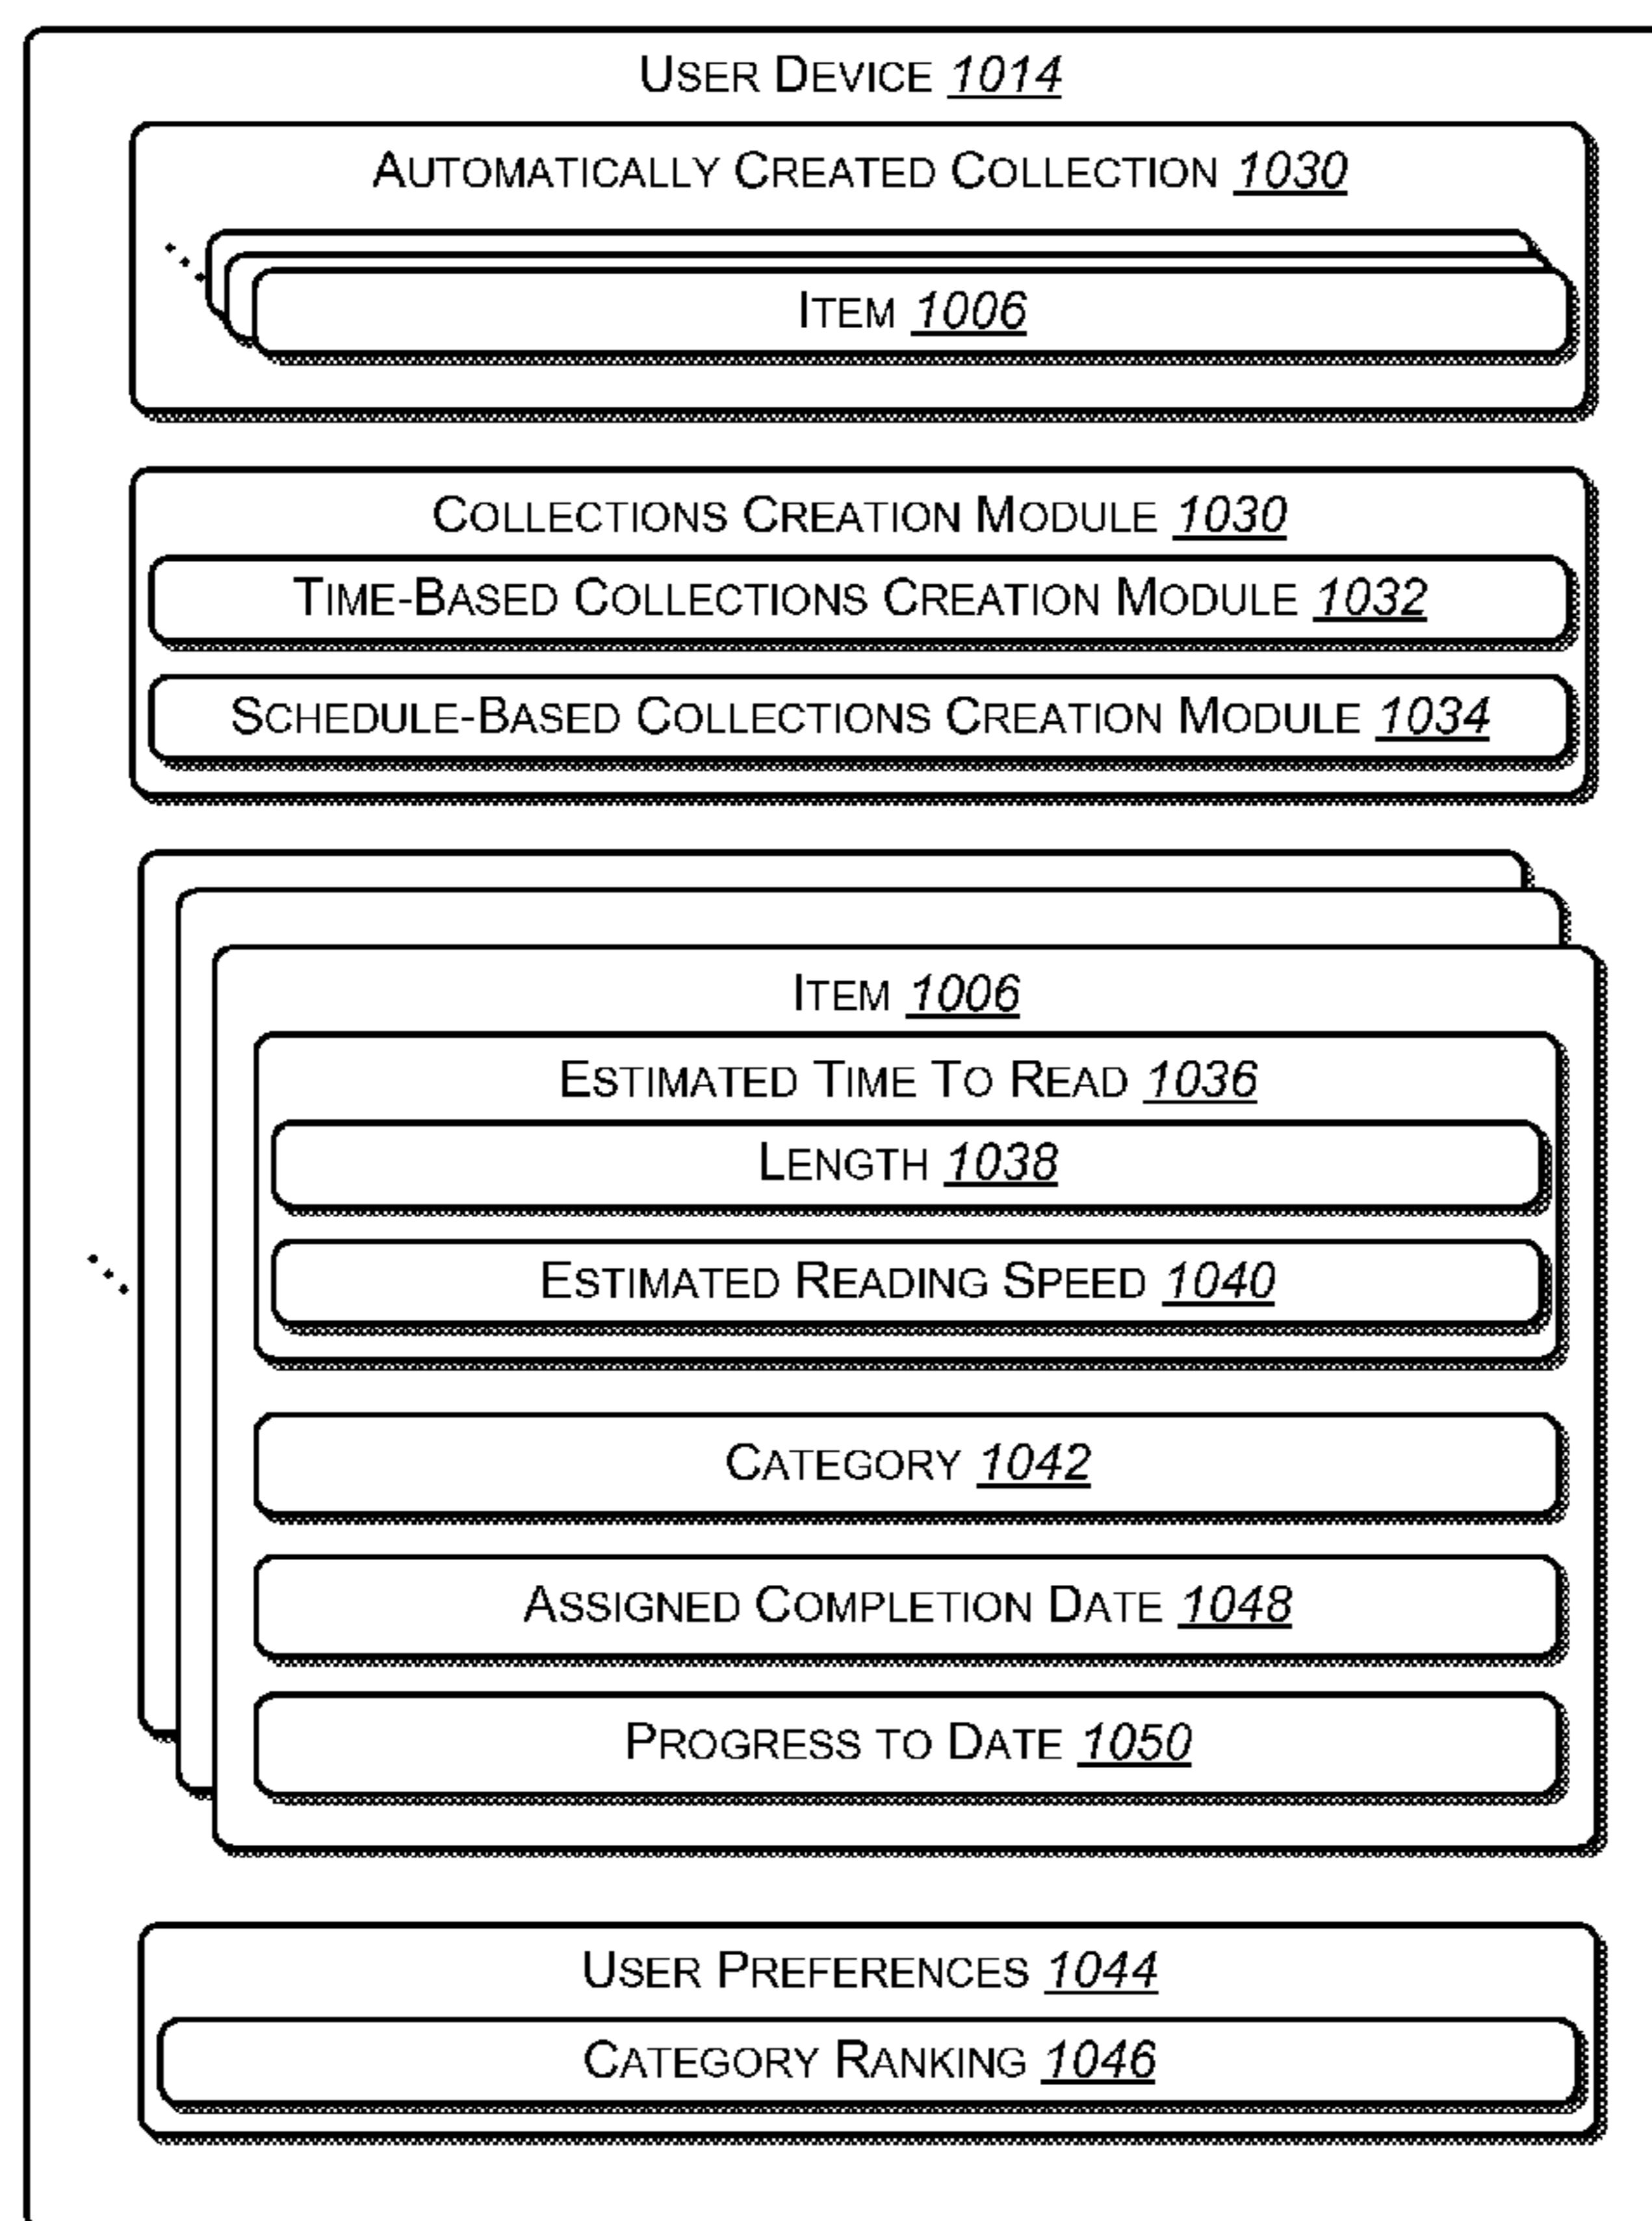 USER DEVICE 1014
AUTOMATICALLY CREATED COLLECTION 1030
ITEM 1006
COLLECTIONS CREATION MODULE 1030
TIME-BASED COLLECTIONS CREATION MODULE 1032
SCHEDULE-BASED COLLECTIONS CREATION MODULE 1034
ITEM 1006
ESTIMATED TIME TO READ 1036
LENGTH 1038
ESTIMATED READING SPEED 1040
CATEGORY 1042
ASSIGNED COMPLETION DATE 1048
PROGRESS TO DATE 1050
USER PREFERENCES 1044
CATEGORY RANKING 1046